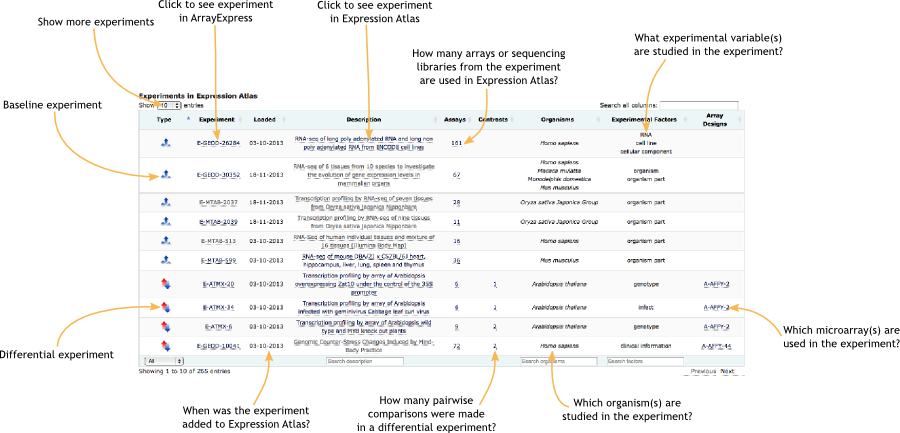 Click to see experiment
in ArrayExpress
Click to see experiment
in Expression Atlas
Show more experiments
How many arrays or sequencing
libraries from the experiment
are used in Expression Atlas?
What experimental variable(s)
are studied in the experiment?
Baseline experiment
Experiments in Expression Atlas
Show 10 entries Search all columns:
Type Experiment Loaded Description Assays Contrasts Organisms Experimental Factors Array Designs
E-GEOD-26284 03-10-2013 RNA-seq of long poly adenylated RNA and long non poly adenylated RNA from ENCODE cell lines 161 Homo sapiens RNA cell line cellular component
E-GEOD-30352 18-11-2013 RNA-seq of 6 tissues from 10 species to investigate the evolution of gene expression levels in mammalian organs 67 Homo sapiens Macaca mulatta Monodelphis domestica Mus musculus organism organism part
E-MTAB-2037 18-11-2013 Transcription profiling by RNA-seq of seven tissues from Oryza sativa Japonica Nipponbare 28 Oryza sativa Japonica Group organism part
E-MTAB-2039 18-11-2013 Transcription profiling by RNA-seq of nine tissues from Oryza sativa Japonica Nipponbare 11 Oryza sativa Japonica Group organism part
E-MTAB-513 03-10-2013 RNA-Seq of human individual tissues and mixture of 16 tissues (Illumina Body Map) 16 Homo sapiens organism part
E-MTAB-599 03-10-2013 RNA-seq of mouse DBA/2J x C57BL/6J heart, hippocampus, liver, lung, spleen and thymus 36 Mus musculus organism part
E-ATMX-20 03-10-2013 Transcription profiling by array of Arabidopsis overexpressing Zat10 under the control of the 35S promoter 6 1 Arabidopsis thaliana genotype A-AFFY-2
E-ATMX-34 03-10-2013 Transcription profiling by array of Arabidopsis infected with geminivirus Cabbage leaf curl virus 6 1 Arabidopsis thaliana infect A-AFFY-2
E-ATMX-6 03-10-2013 Transcription profiling by array of Arabidopsis wild type and Mfd knock out plants 9 2 Arabidopsis thaliana genotype A-AFFY-2
E-GEOD-10041 03-10-2013 Genomic Counter-Stress Changes Induced by Mind-Body Practice 72 2 Homo sapiens clinical information A-AFFY-44
All Search description Search organisms Search factors
Showing 1 to 10 of 265 entries Previous Next
Differential experiment
Which microarray(s) are
used in the experiment?
When was the experiment
added to Expression Atlas?
How many pairwise
comparisons were made
in a differential experiment?
Which organism(s) are
studied in the experiment?